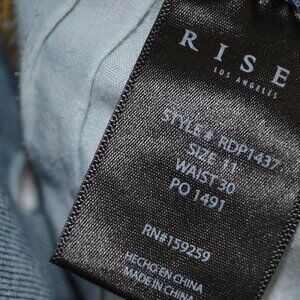 RISE
LOS ANGELES
STYLE # RDP1437
SIZE 11
WAIST 30
PO 1491
RN#159259
HECHO EN CHINA
MADE IN CHINA